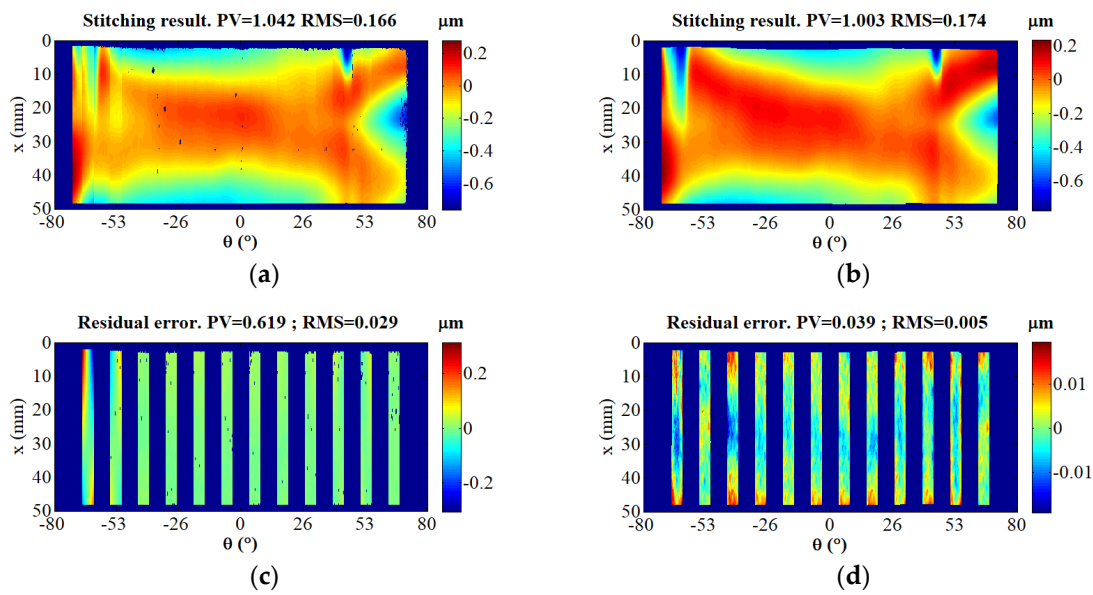 Stitching result. PV=1.042 RMS=0.166 μm
0
10
20
30
40
50
x (mm)
-80 -53 -26 0 26 53 80
θ (°)
0.2
0
-0.2
-0.4
-0.6
(a)
Stitching result. PV=1.003 RMS=0.174 μm
0
10
20
30
40
50
x (mm)
-80 -53 -26 0 26 53 80
θ (°)
0.2
0
-0.2
-0.4
-0.6
(b)
Residual error. PV=0.619 ; RMS=0.029 μm
0
10
20
30
40
50
x (mm)
-80 -53 -26 0 26 53 80
θ (°)
0.2
0
-0.2
(c)
Residual error. PV=0.039 ; RMS=0.005 μm
0
10
20
30
40
50
x (mm)
-80 -53 -26 0 26 53 80
θ (°)
0.01
0
-0.01
(d)